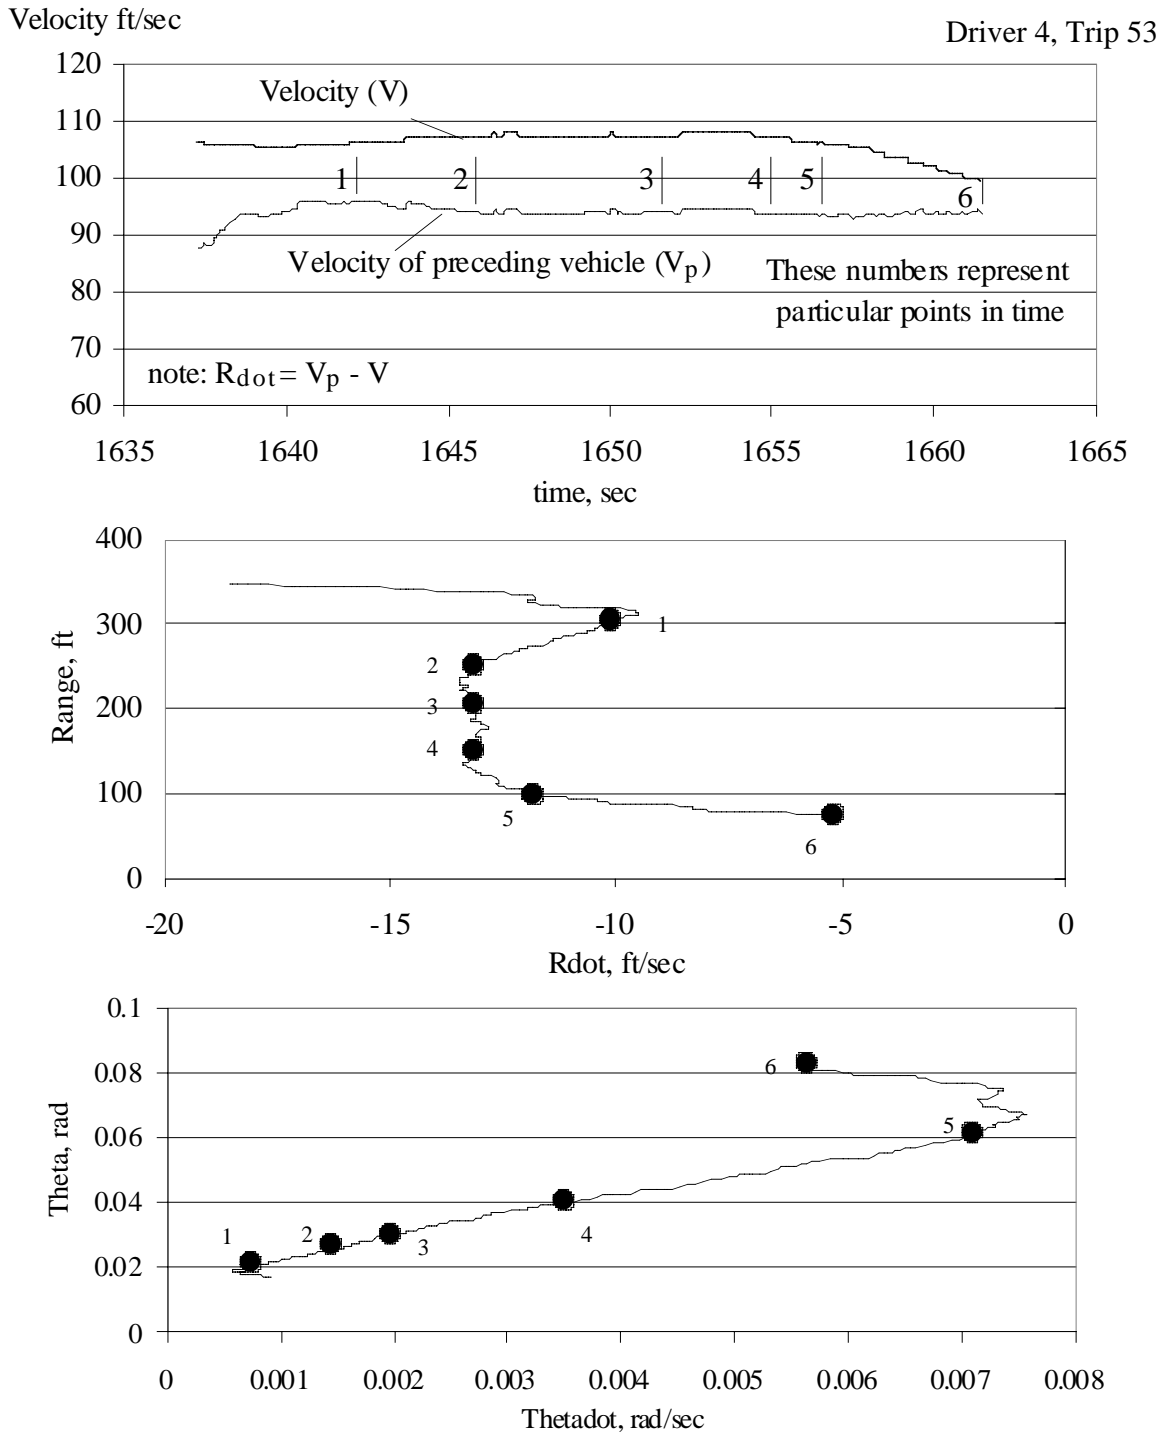 Velocity ft/sec
Driver 4, Trip 53
120
Velocity (V)
110
100
1 2 3 4 5 6
90
Velocity of preceding vehicle (Vp)
These numbers represent
particular points in time
80
70
note: Rdot = Vp - V
60
1635 1640 1645 1650 1655 1660 1665
time, sec
400
300
200
100
0
Range, ft
1
2
3
4
5
6
-20 -15 -10 -5 0
Rdot, ft/sec
0.1
0.08
0.06
0.04
0.02
0
Theta, rad
6
5
1 2 3 4
0 0.001 0.002 0.003 0.004 0.005 0.006 0.007 0.008
Thetadot, rad/sec